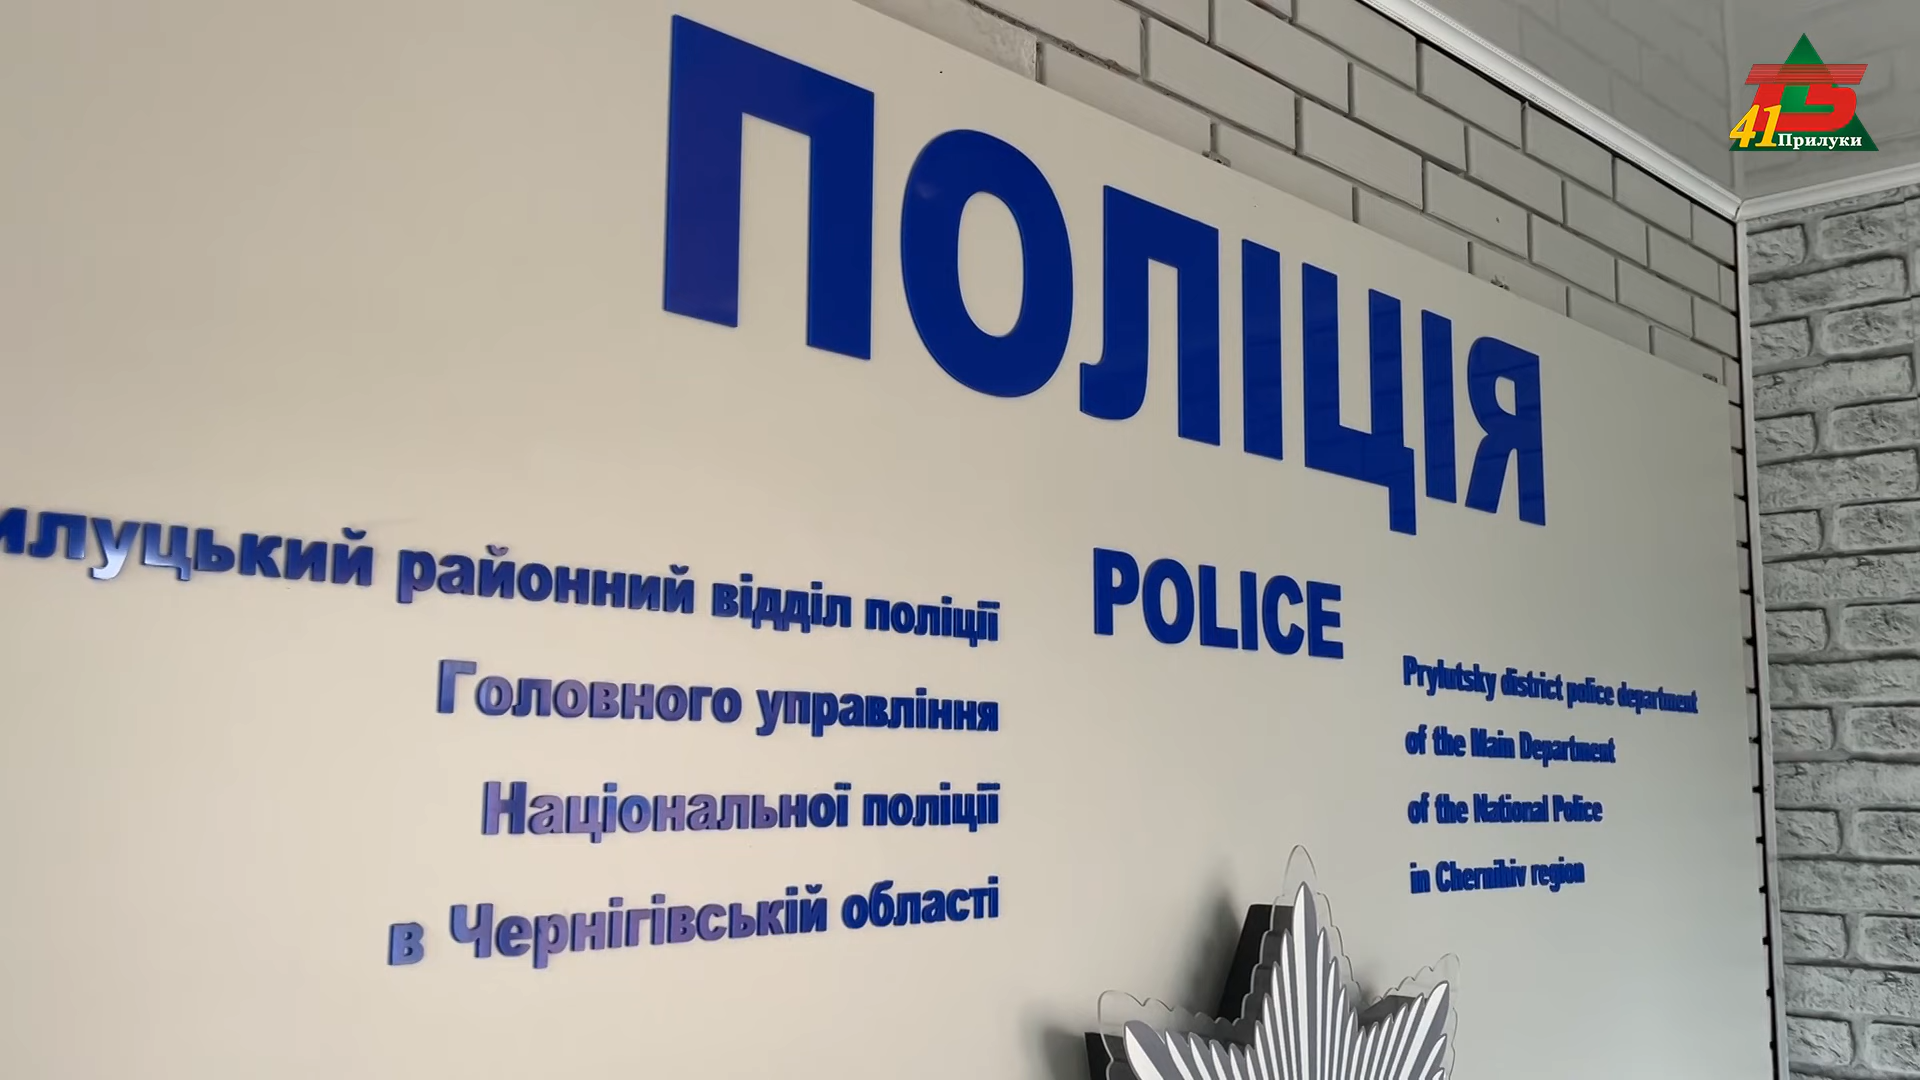 ПОЛІЦІЯ
POLICE
районний відділ поліції
Головного управління
Національної поліції
в Чернігівській області
Prylutsky district police department
of the Main Department
of the National Police
in Chernihiv region
41 Прилуки